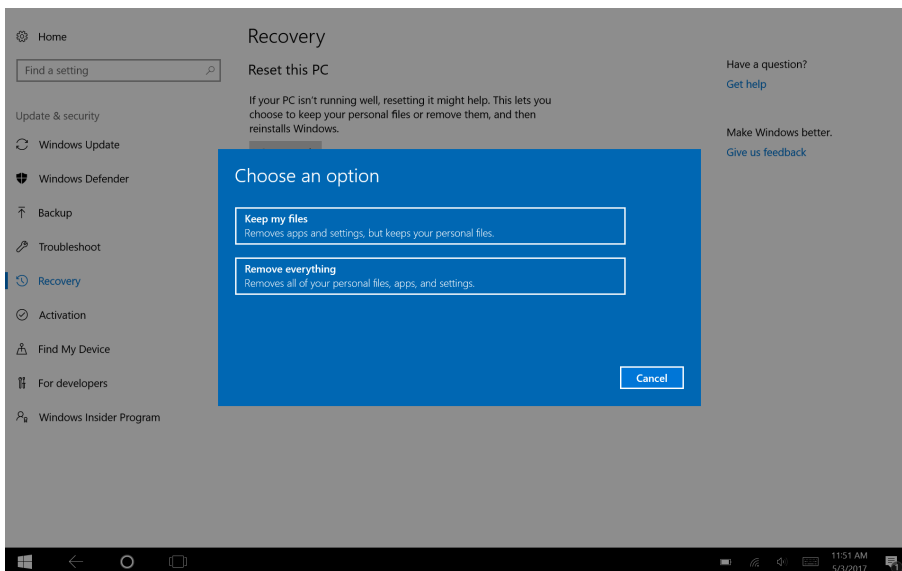 Home
Find a setting
Update & security
Windows Update
Windows Defender
Backup
Troubleshoot
Recovery
Activation
Find My Device
For developers
Windows Insider Program
Recovery
Reset this PC
If your PC isn't running well, resetting it might help. This lets you
choose to keep your personal files or remove them, and then
reinstalls Windows.
Choose an option
Keep my files
Removes apps and settings, but keeps your personal files.
Remove everything
Removes all of your personal files, apps, and settings.
Cancel
Have a question?
Get help
Make Windows better.
Give us feedback
11:51 AM
5/3/2017
1